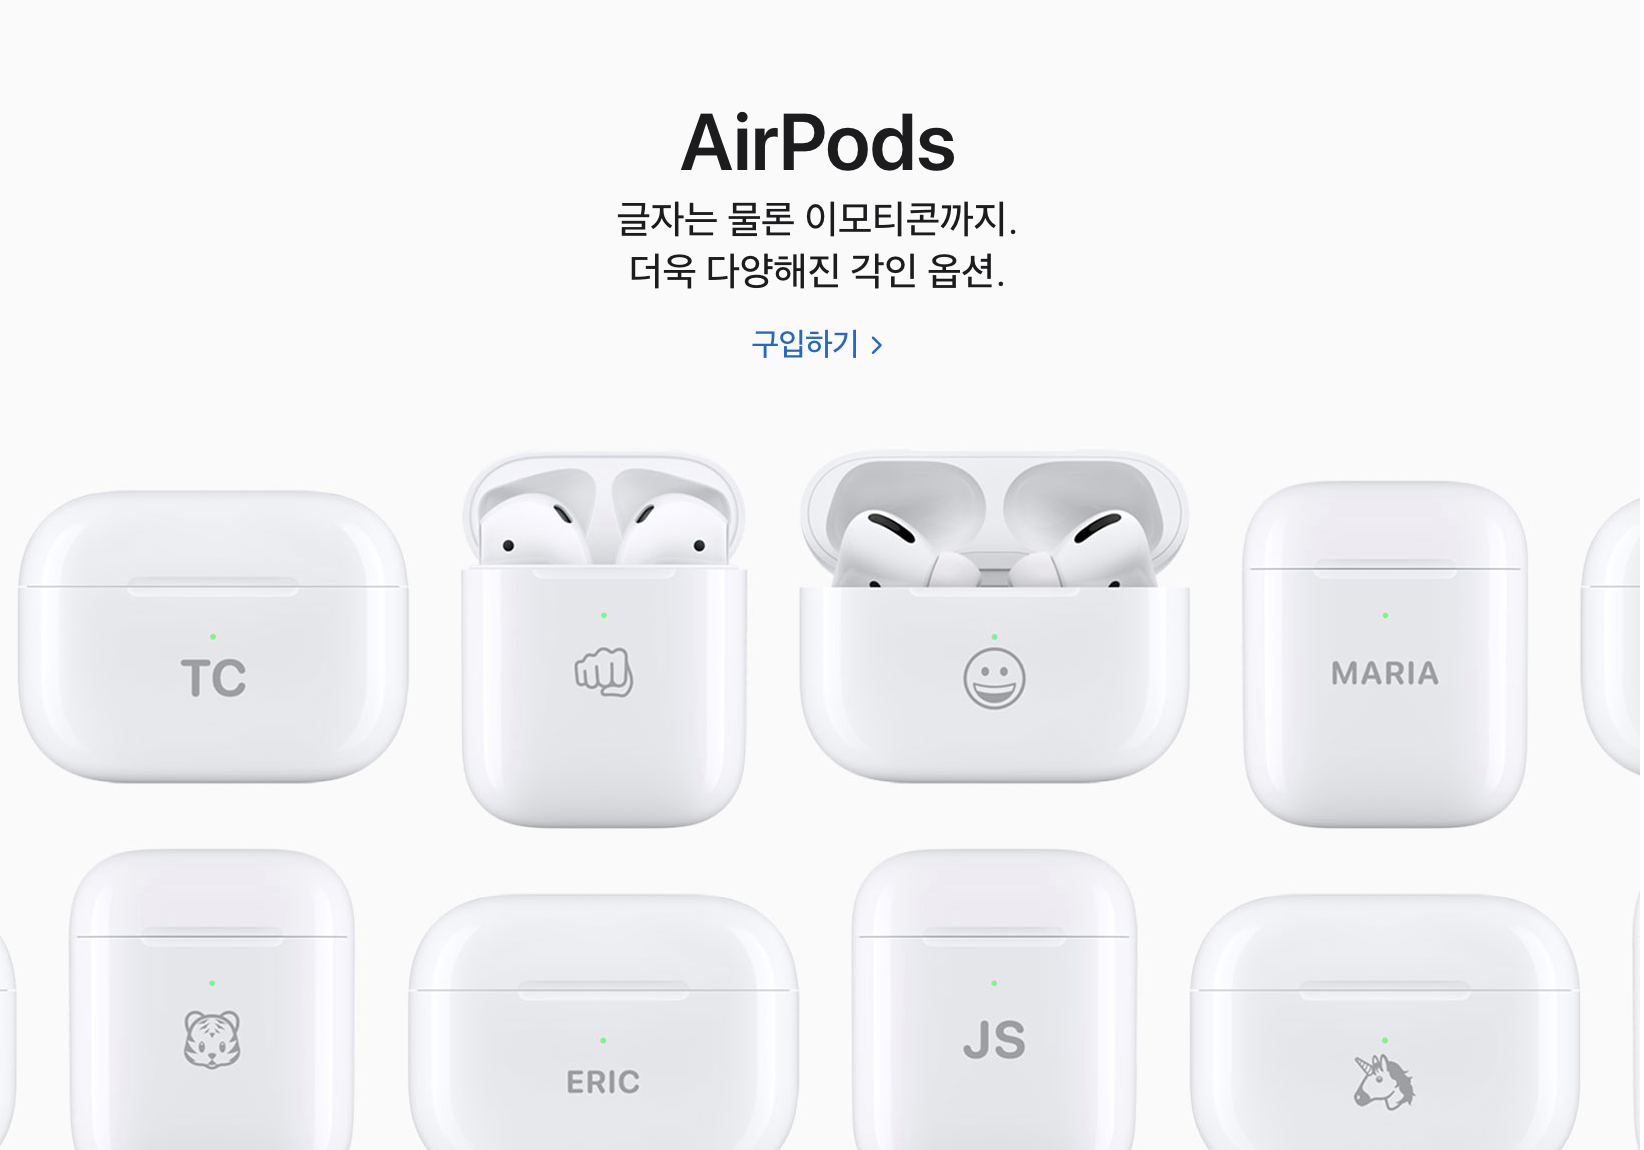 AirPods
글자는 물론 이모티콘까지.
더욱 다양해진 각인 옵션.
구입하기 >
TC
MARIA
ERIC
JS